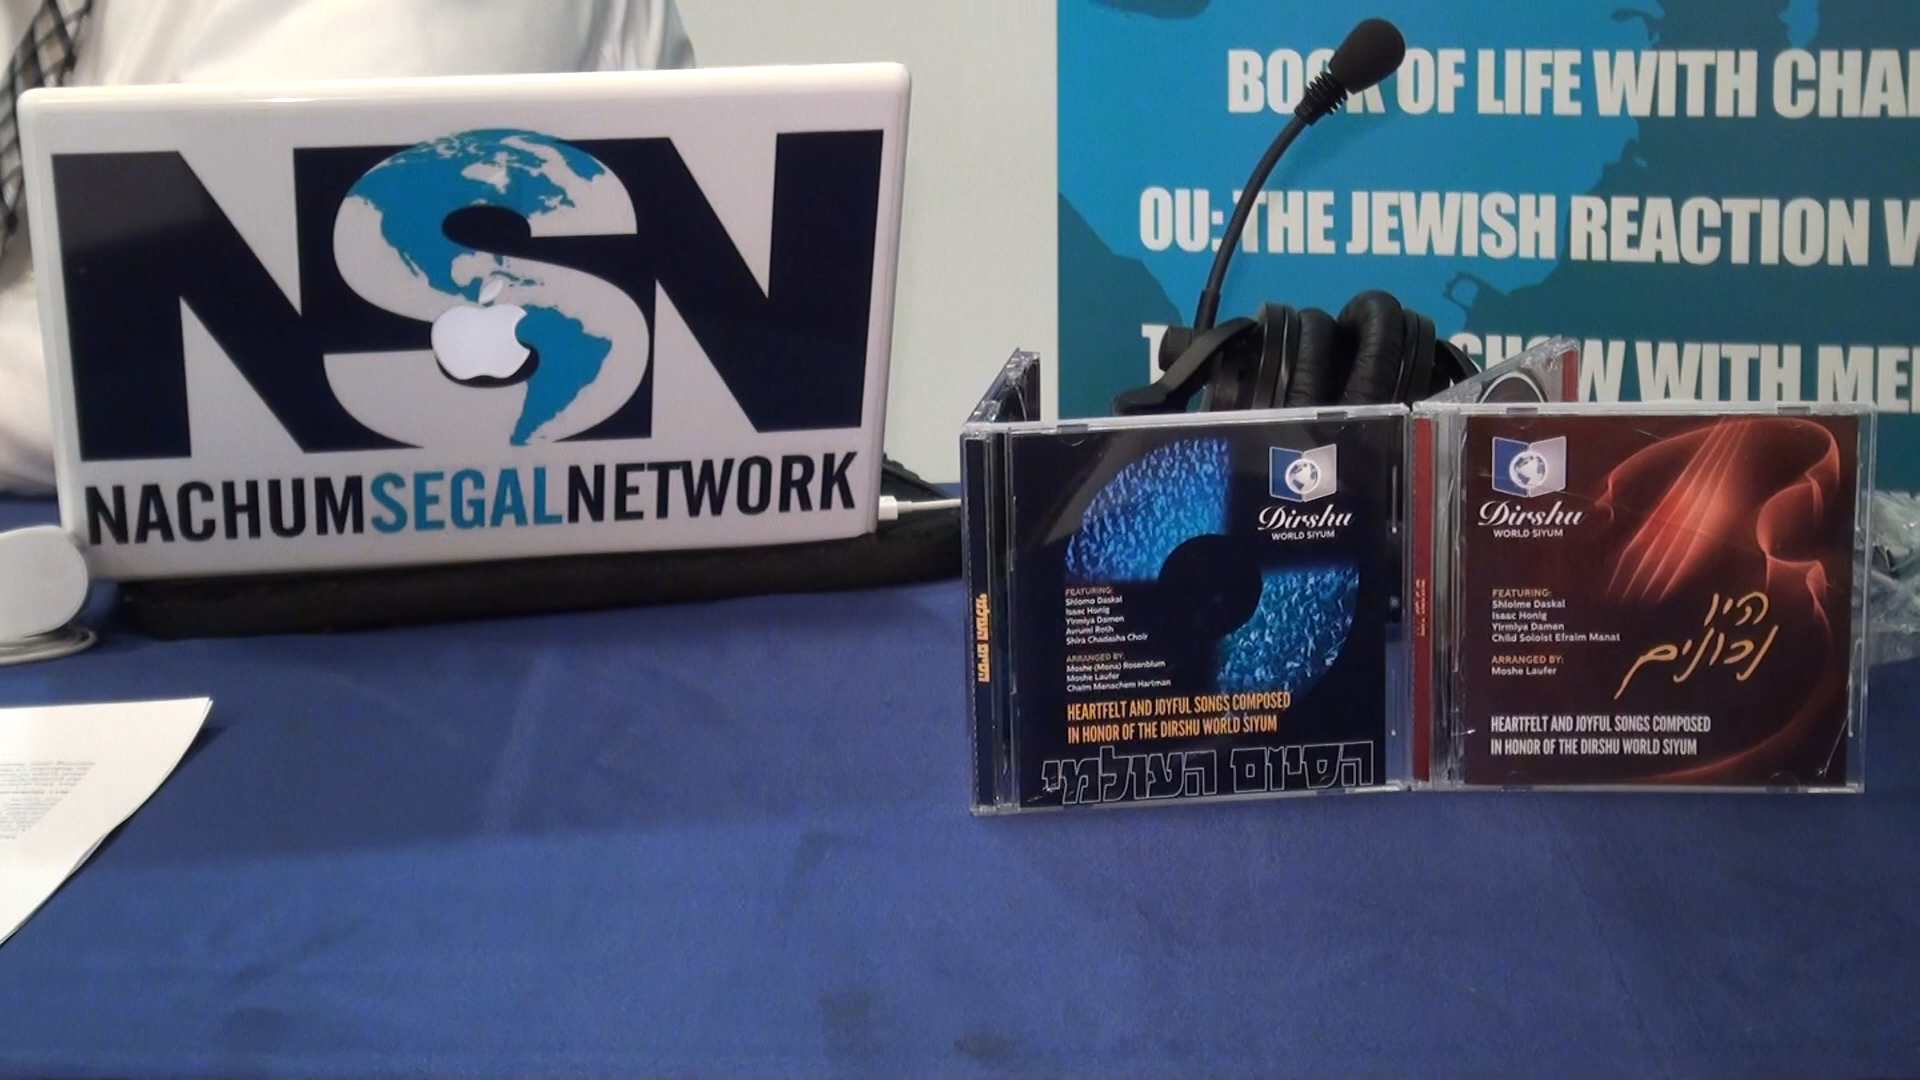 NSN
NACHUMSEGALNETWORK
BOOK OF LIFE WITH CHA
OU: THE JEWISH REACTION
SHOW WITH ME
Dirshu
WORLD SIYUM
FEATURING:
Shlomo Daskal
Isaac Honig
Yirmiya Damen
Avrumi Roth
Shira Chadasha Choir
ARRANGED BY:
Moshe (Mona) Rosenblum
Moshe Laufer
Chaim Menachem Hartman
HEARTFELT AND JOYFUL SONGS COMPOSED
IN HONOR OF THE DIRSHU WORLD SIYUM
הסיום העולמי
Dirshu
WORLD SIYUM
FEATURING:
Shloime Daskal
Isaac Honig
Yirmiya Damen
Child Soloist Efraim Manat
ARRANGED BY:
Moshe Laufer
היו
נכונים
HEARTFELT AND JOYFUL SONGS COMPOSED
IN HONOR OF THE DIRSHU WORLD SIYUM